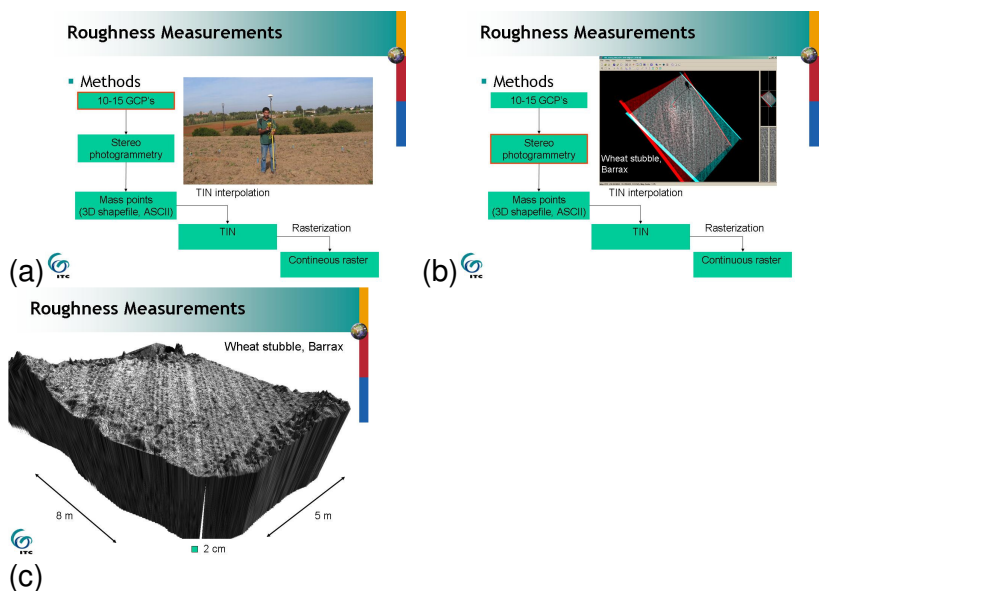 Roughness Measurements
▪ Methods
10-15 GCP's
Stereo
photogrammetry
TIN interpolation
Mass points
(3D shapefile, ASCII)
TIN
Rasterization
Contineous raster
ITC
(a)
Roughness Measurements
▪ Methods
10-15 GCP's
Stereo
photogrammetry
Wheat stubble,
Barrax
TIN interpolation
Mass points
(3D shapefile, ASCII)
TIN
Rasterization
Continuous raster
ITC
(b)
Roughness Measurements
Wheat stubble, Barrax
8 m
5 m
2 cm
ITC
(c)